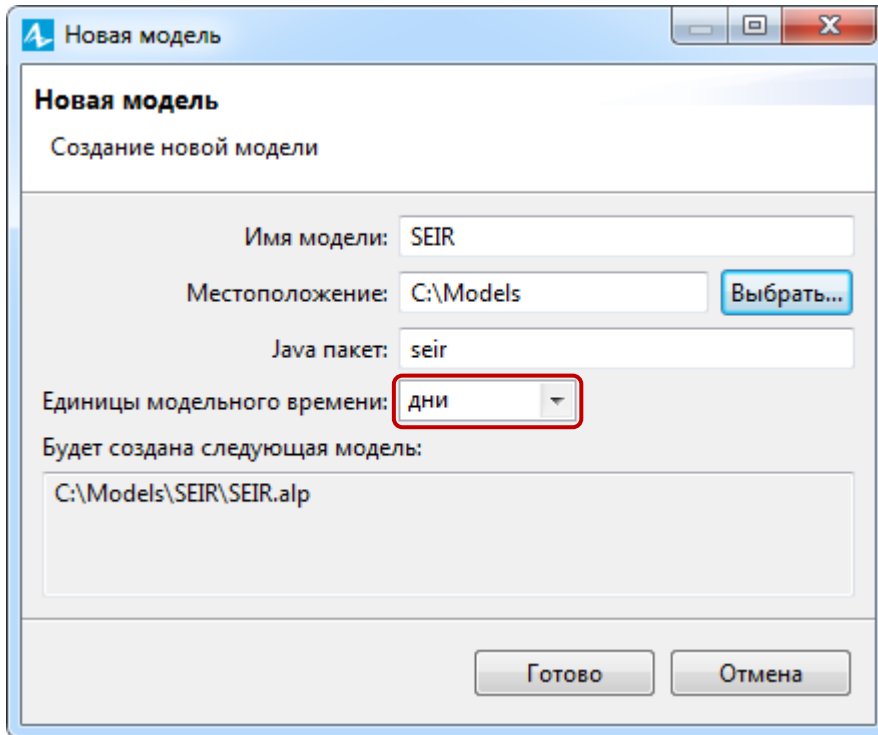 Новая модель
Новая модель
Создание новой модели
Имя модели: SEIR
Местоположение: C:\Models Выбрать...
Java пакет: seir
Единицы модельного времени: дни
Будет создана следующая модель:
C:\Models\SEIR\SEIR.alp
Готово Отмена